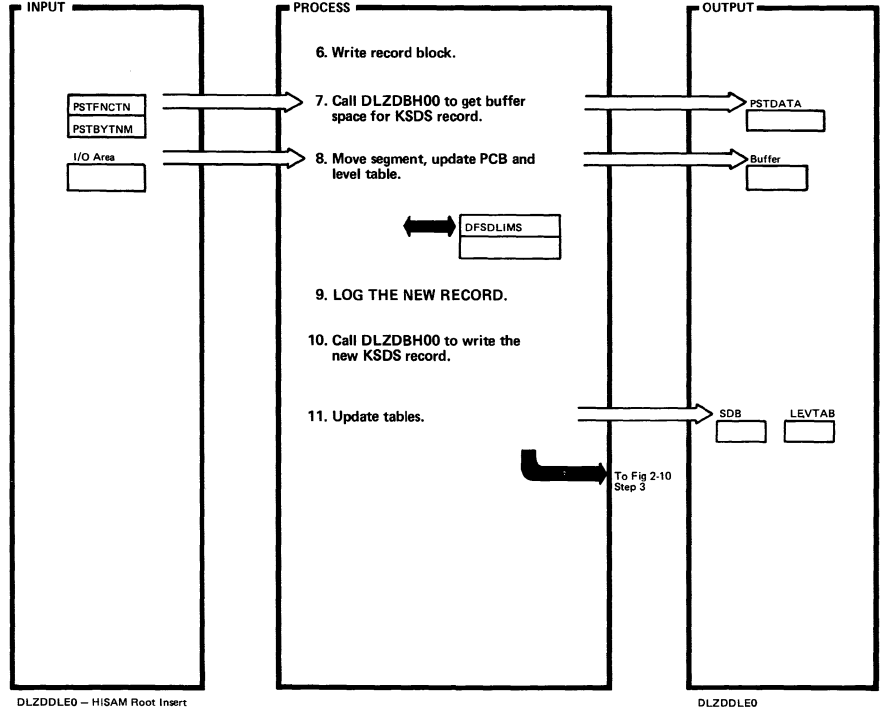 INPUT
PROCESS
OUTPUT
6. Write record block.
PSTFNCTN
PSTBYTNM
7. Call DLZDBH00 to get buffer
space for KSDS record.
PSTDATA
I/O Area
8. Move segment, update PCB and
level table.
Buffer
DFSDLIMS
9. LOG THE NEW RECORD.
10. Call DLZDBH00 to write the
new KSDS record.
11. Update tables.
SDB
LEVTAB
To Fig 2-10
Step 3
DLZDDLE0 – HISAM Root Insert
DLZDDLE0